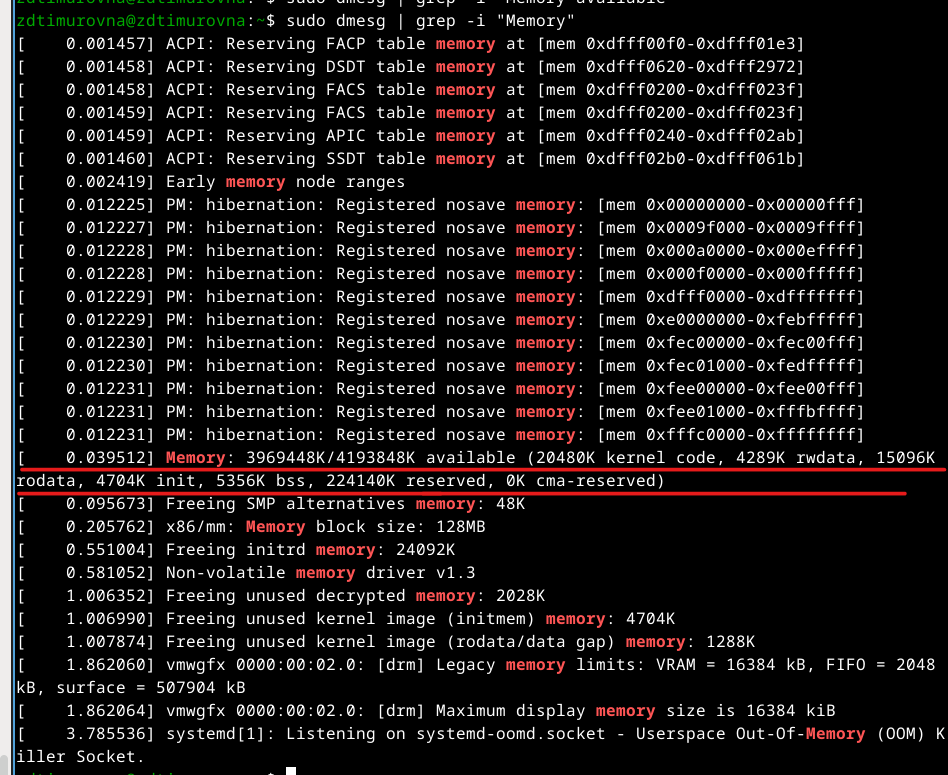 zdtimurovna@zdtimurovna:~$ sudo dmesg | grep -i "Memory available"
zdtimurovna@zdtimurovna:~$ sudo dmesg | grep -i "Memory"
[    0.001457] ACPI: Reserving FACP table memory at [mem 0xdfff00f0-0xdfff01e3]
[    0.001458] ACPI: Reserving DSDT table memory at [mem 0xdfff0620-0xdfff2972]
[    0.001458] ACPI: Reserving FACS table memory at [mem 0xdfff0200-0xdfff023f]
[    0.001459] ACPI: Reserving FACS table memory at [mem 0xdfff0200-0xdfff023f]
[    0.001459] ACPI: Reserving APIC table memory at [mem 0xdfff0240-0xdfff02ab]
[    0.001460] ACPI: Reserving SSDT table memory at [mem 0xdfff02b0-0xdfff061b]
[    0.002419] Early memory node ranges
[    0.012225] PM: hibernation: Registered nosave memory: [mem 0x00000000-0x00000fff]
[    0.012227] PM: hibernation: Registered nosave memory: [mem 0x0009f000-0x0009ffff]
[    0.012228] PM: hibernation: Registered nosave memory: [mem 0x000a0000-0x000effff]
[    0.012228] PM: hibernation: Registered nosave memory: [mem 0x000f0000-0x000fffff]
[    0.012229] PM: hibernation: Registered nosave memory: [mem 0xdfff0000-0xdfffffff]
[    0.012229] PM: hibernation: Registered nosave memory: [mem 0xe0000000-0xfebfffff]
[    0.012230] PM: hibernation: Registered nosave memory: [mem 0xfec00000-0xfec00fff]
[    0.012230] PM: hibernation: Registered nosave memory: [mem 0xfec01000-0xfedfffff]
[    0.012231] PM: hibernation: Registered nosave memory: [mem 0xfee00000-0xfee00fff]
[    0.012231] PM: hibernation: Registered nosave memory: [mem 0xfee01000-0xfffbffff]
[    0.012231] PM: hibernation: Registered nosave memory: [mem 0xfffc0000-0xffffffff]
[    0.039512] Memory: 3969448K/4193848K available (20480K kernel code, 4289K rwdata, 15096K
rodata, 4704K init, 5356K bss, 224140K reserved, 0K cma-reserved)
[    0.095673] Freeing SMP alternatives memory: 48K
[    0.205762] x86/mm: Memory block size: 128MB
[    0.551004] Freeing initrd memory: 24092K
[    0.581052] Non-volatile memory driver v1.3
[    1.006352] Freeing unused decrypted memory: 2028K
[    1.006990] Freeing unused kernel image (initmem) memory: 4704K
[    1.007874] Freeing unused kernel image (rodata/data gap) memory: 1288K
[    1.862060] vmwgfx 0000:00:02.0: [drm] Legacy memory limits: VRAM = 16384 kB, FIFO = 2048
kB, surface = 507904 kB
[    1.862064] vmwgfx 0000:00:02.0: [drm] Maximum display memory size is 16384 kiB
[    3.785536] systemd[1]: Listening on systemd-oomd.socket - Userspace Out-Of-Memory (OOM) K
iller Socket.
zdtimurovna@zdtimurovna:~$